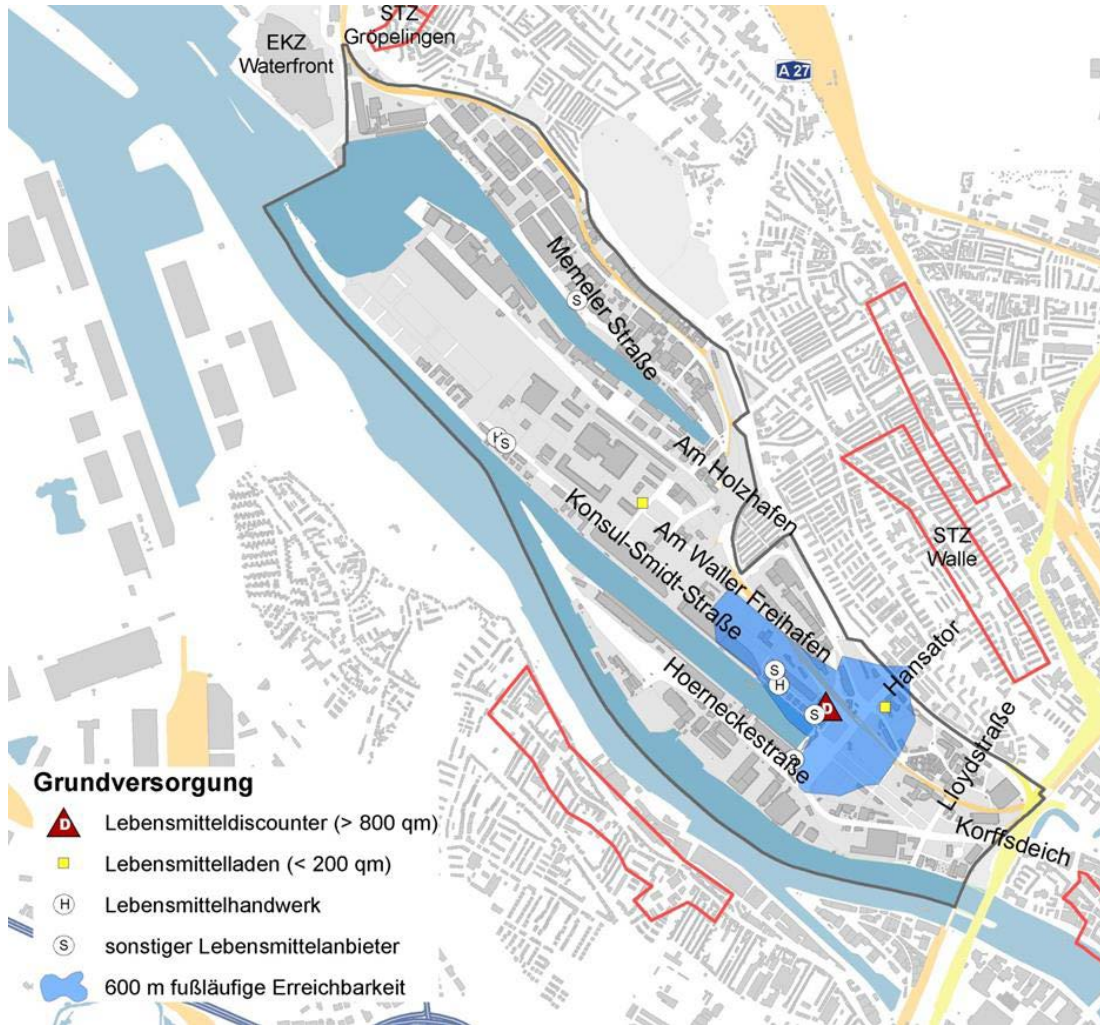 STZ
Gröpelingen
EKZ
Waterfront
A 27
Memeler Straße
S
H
S
Am Holzhafen
STZ
Walle
Konsul-Smidt-Straße
Am Waller Freihafen
Hansator
S
H
S
D
Hoerneckestraße
S
Lloydstraße
Korffsdeich
Grundversorgung
D Lebensmitteldiscounter (> 800 qm)
Lebensmittelladen (< 200 qm)
H Lebensmittelhandwerk
S sonstiger Lebensmittelanbieter
600 m fußläufige Erreichbarkeit